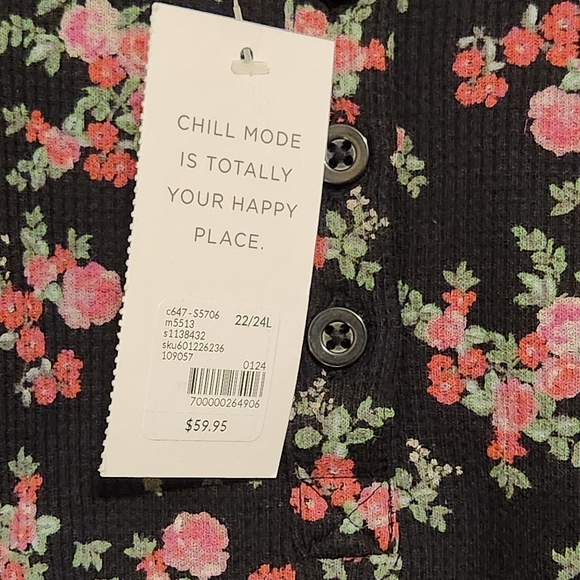 CHILL MODE
IS TOTALLY
YOUR HAPPY
PLACE.
c647 - S5706
m5513 22/24L
s1138432
sku601226236
109057 0124
700000264906
$59.95